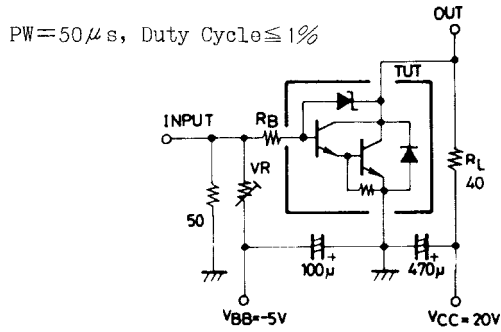 PW=50μs, Duty Cycle≦1%
OUT
TUT
INPUT
RB
VR
RL
40
50
100μ
+
470μ
+
VBB=-5V
VCC=20V